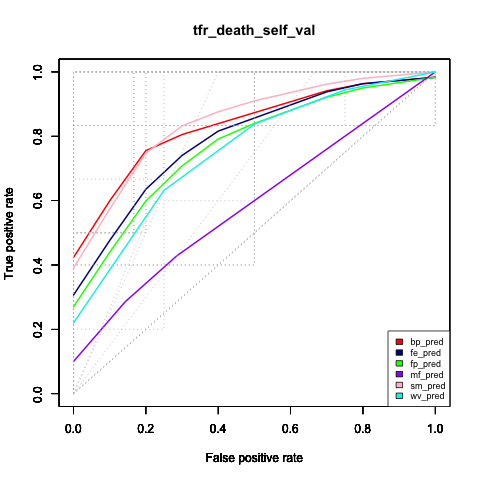 tfr_death_self_val
True positive rate
1.0
0.8
0.6
0.4
0.2
0.0
0.0 0.2 0.4 0.6 0.8 1.0
False positive rate
bp_pred
fe_pred
fp_pred
mf_pred
sm_pred
wv_pred